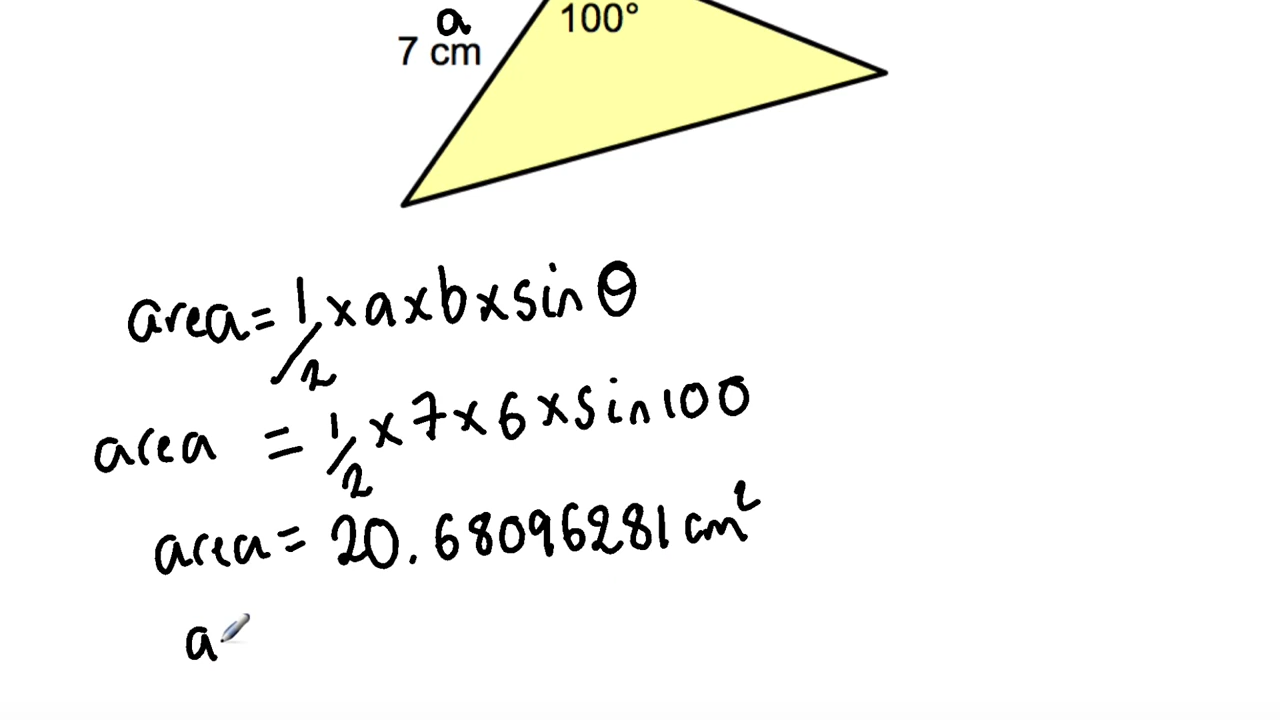 a
100°
7 cm
area = 1/2 x a x b x sin θ
area = 1/2 x 7 x 6 x sin 100
area = 20.68096281 cm²
a